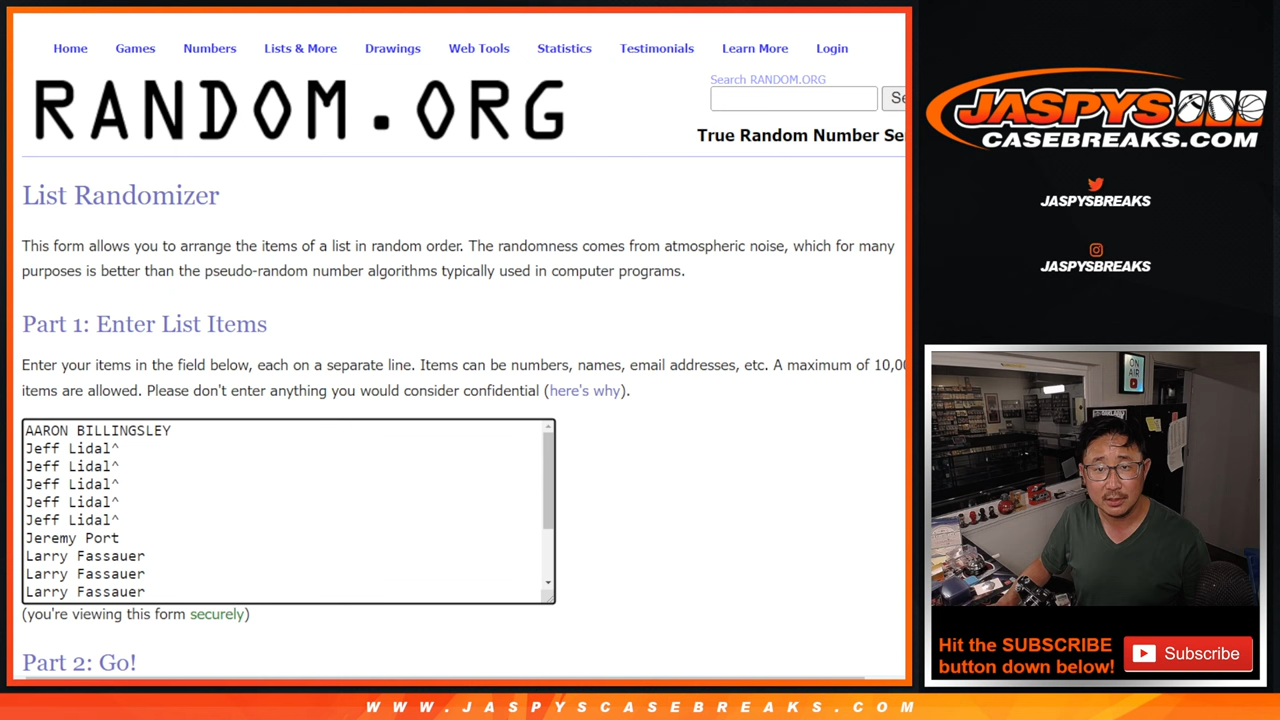 Home Games Numbers Lists & More Drawings Web Tools Statistics Testimonials Learn More Login
RANDOM.ORG
Search RANDOM.ORG
Se
True Random Number Se
List Randomizer
This form allows you to arrange the items of a list in random order. The randomness comes from atmospheric noise, which for many
purposes is better than the pseudo-random number algorithms typically used in computer programs.
Part 1: Enter List Items
Enter your items in the field below, each on a separate line. Items can be numbers, names, email addresses, etc. A maximum of 10,00
items are allowed. Please don't enter anything you would consider confidential (here's why).
AARON BILLINGSLEY
Jeff Lidal^
Jeff Lidal^
Jeff Lidal^
Jeff Lidal^
Jeff Lidal^
Jeremy Port
Larry Fassauer
Larry Fassauer
Larry Fassauer
(you're viewing this form securely)
Part 2: Go!
JASPYS
CASEBREAKS.COM
JASPYSBREAKS
JASPYSBREAKS
ON
AIR
Hit the SUBSCRIBE
button down below!
Subscribe
WWW.JASPYSCASEBREAKS.COM